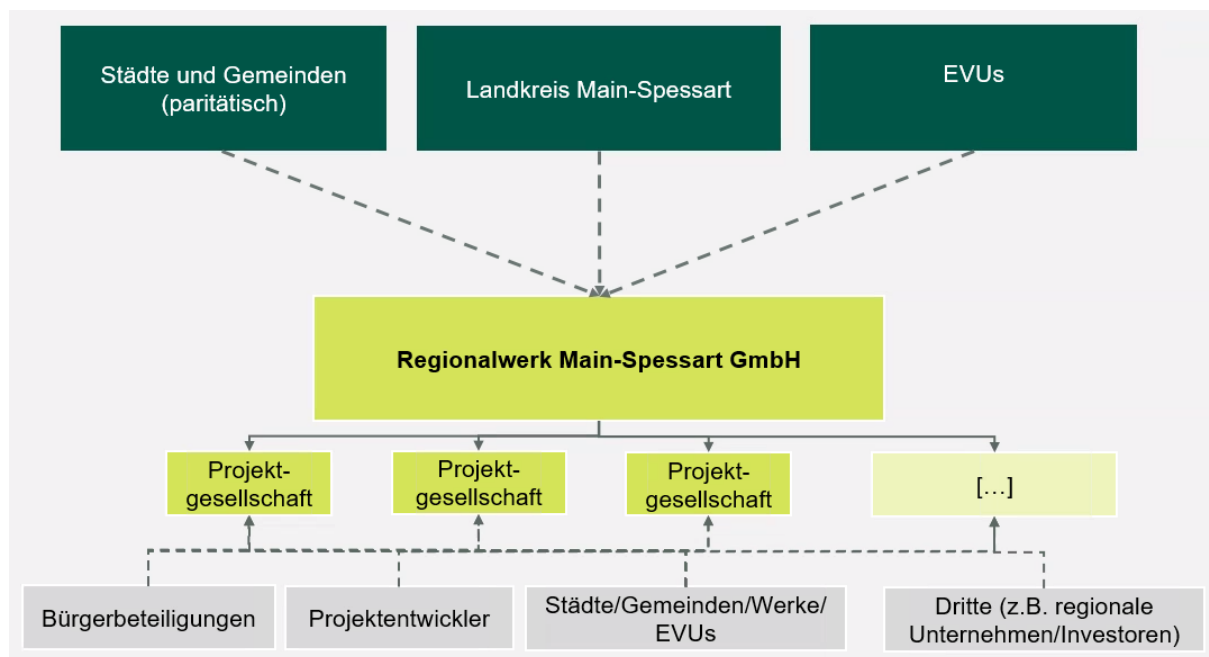 Städte und Gemeinden
(paritätisch)
Landkreis Main-Spessart
EVUs
Regionalwerk Main-Spessart GmbH
Projekt-
gesellschaft
Projekt-
gesellschaft
Projekt-
gesellschaft
[…]
Bürgerbeteiligungen
Projektentwickler
Städte/Gemeinden/Werke/
EVUs
Dritte (z.B. regionale
Unternehmen/Investoren)